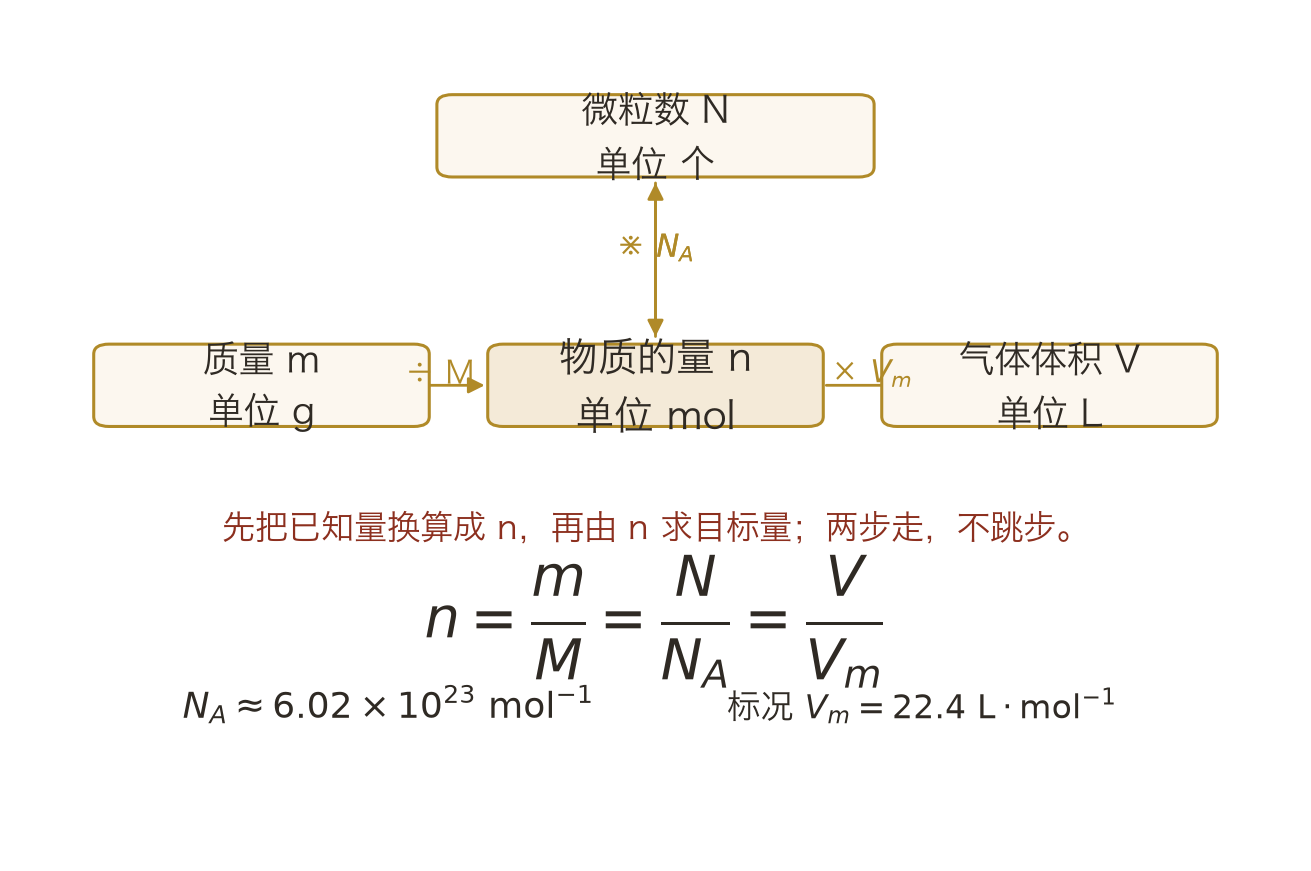 微粒数 N
单位 个
⋇ N_A
质量 m
单位 g
÷ M
物质的量 n
单位 mol
× V_m
气体体积 V
单位 L
先把已知量换算成 n，再由 n 求目标量；两步走，不跳步。
n = m/M = N/N_A = V/V_m
N_A ≈ 6.02 × 10^23 mol^−1
标况 V_m = 22.4 L · mol^−1